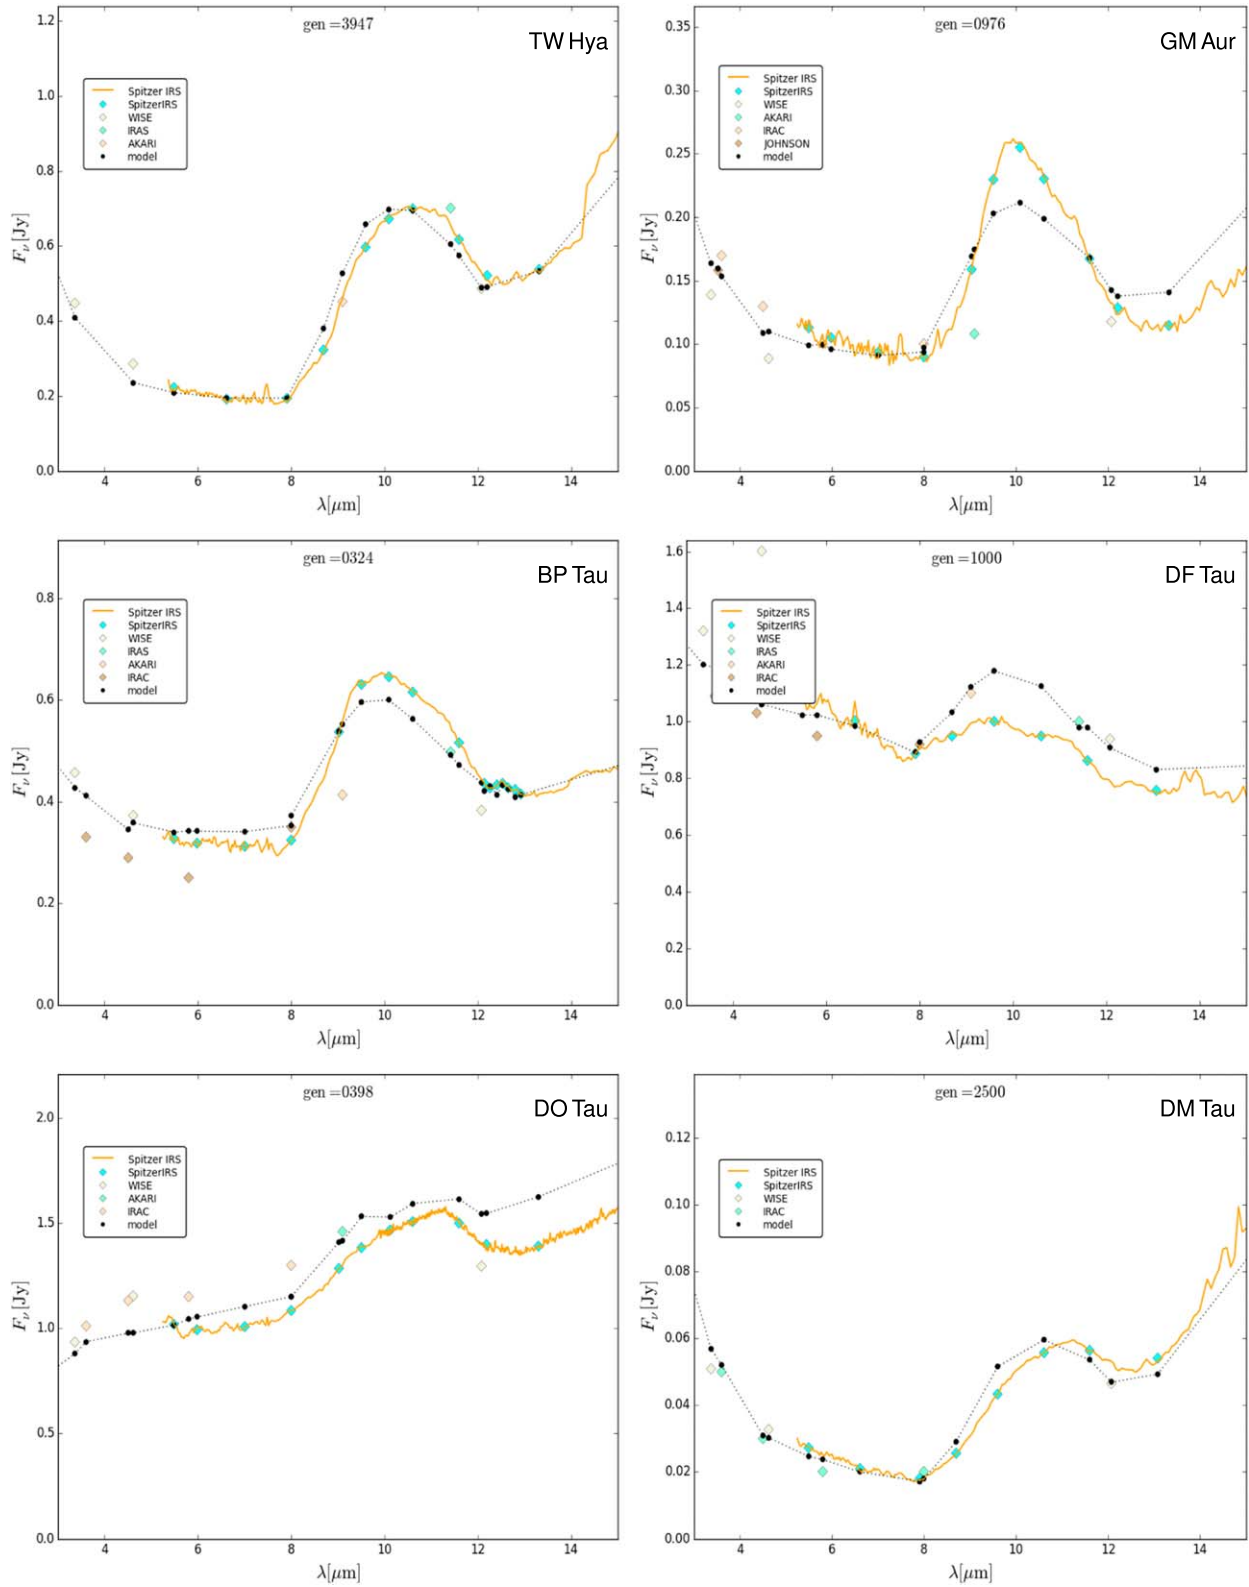 gen = 3947
TW Hya
Spitzer IRS
SpitzerIRS
WISE
IRAS
AKARI
model
1.2
1.0
0.8
0.6
0.4
0.2
0.0
4 6 8 10 12 14
Fν [Jy]
λ[μm]
gen = 0976
GM Aur
Spitzer IRS
SpitzerIRS
WISE
AKARI
IRAC
JOHNSON
model
0.35
0.30
0.25
0.20
0.15
0.10
0.05
0.00
4 6 8 10 12 14
Fν [Jy]
λ[μm]
gen = 0324
BP Tau
Spitzer IRS
SpitzerIRS
WISE
IRAS
AKARI
IRAC
model
0.8
0.6
0.4
0.2
0.0
4 6 8 10 12 14
Fν [Jy]
λ[μm]
gen = 1000
DF Tau
Spitzer IRS
SpitzerIRS
WISE
IRAS
AKARI
IRAC
model
1.6
1.4
1.2
1.0
0.8
0.6
0.4
0.2
0.0
4 6 8 10 12 14
Fν [Jy]
λ[μm]
gen = 0398
DO Tau
Spitzer IRS
SpitzerIRS
WISE
AKARI
IRAC
model
2.0
1.5
1.0
0.5
0.0
4 6 8 10 12 14
Fν [Jy]
λ[μm]
gen = 2500
DM Tau
Spitzer IRS
SpitzerIRS
WISE
IRAC
model
0.12
0.10
0.08
0.06
0.04
0.02
0.00
4 6 8 10 12 14
Fν [Jy]
λ[μm]